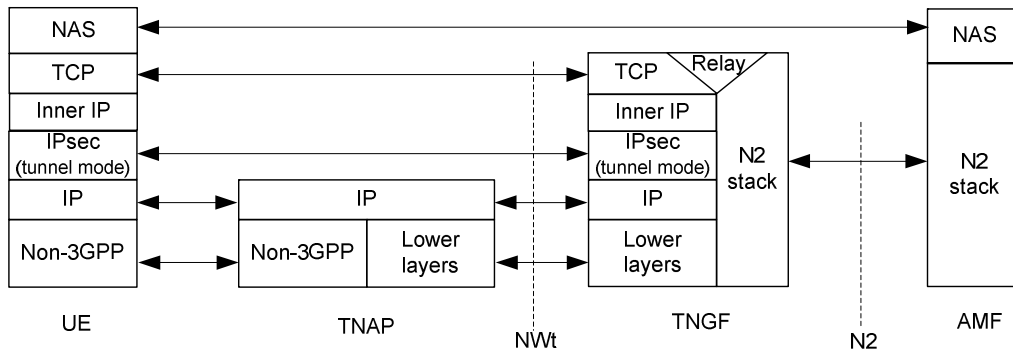 NAS
TCP
Inner IP
IPsec
(tunnel mode)
IP
Non-3GPP
UE
IP
Non-3GPP
Lower
layers
TNAP
NWt
TCP
Relay
Inner IP
IPsec
(tunnel mode)
IP
Lower
layers
N2
stack
TNGF
N2
NAS
N2
stack
AMF